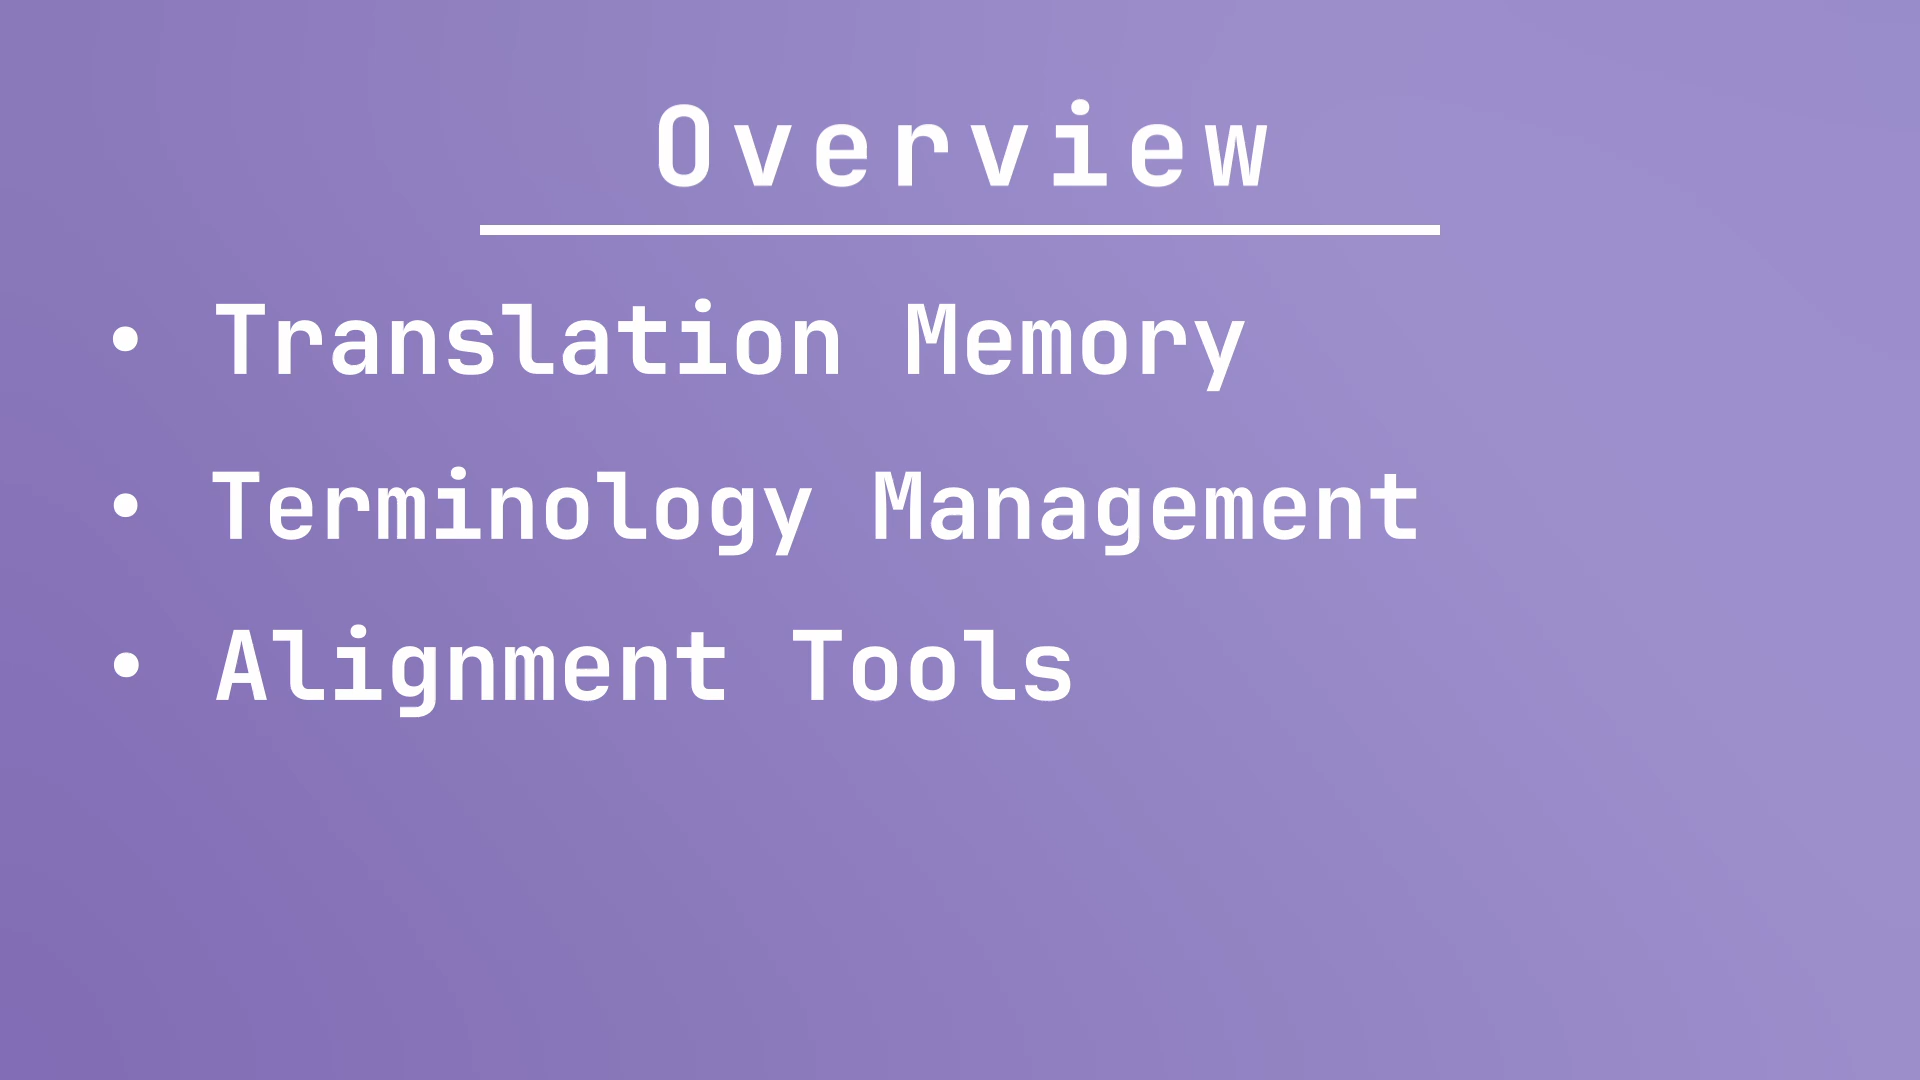 Overview
• Translation Memory
• Terminology Management
• Alignment Tools